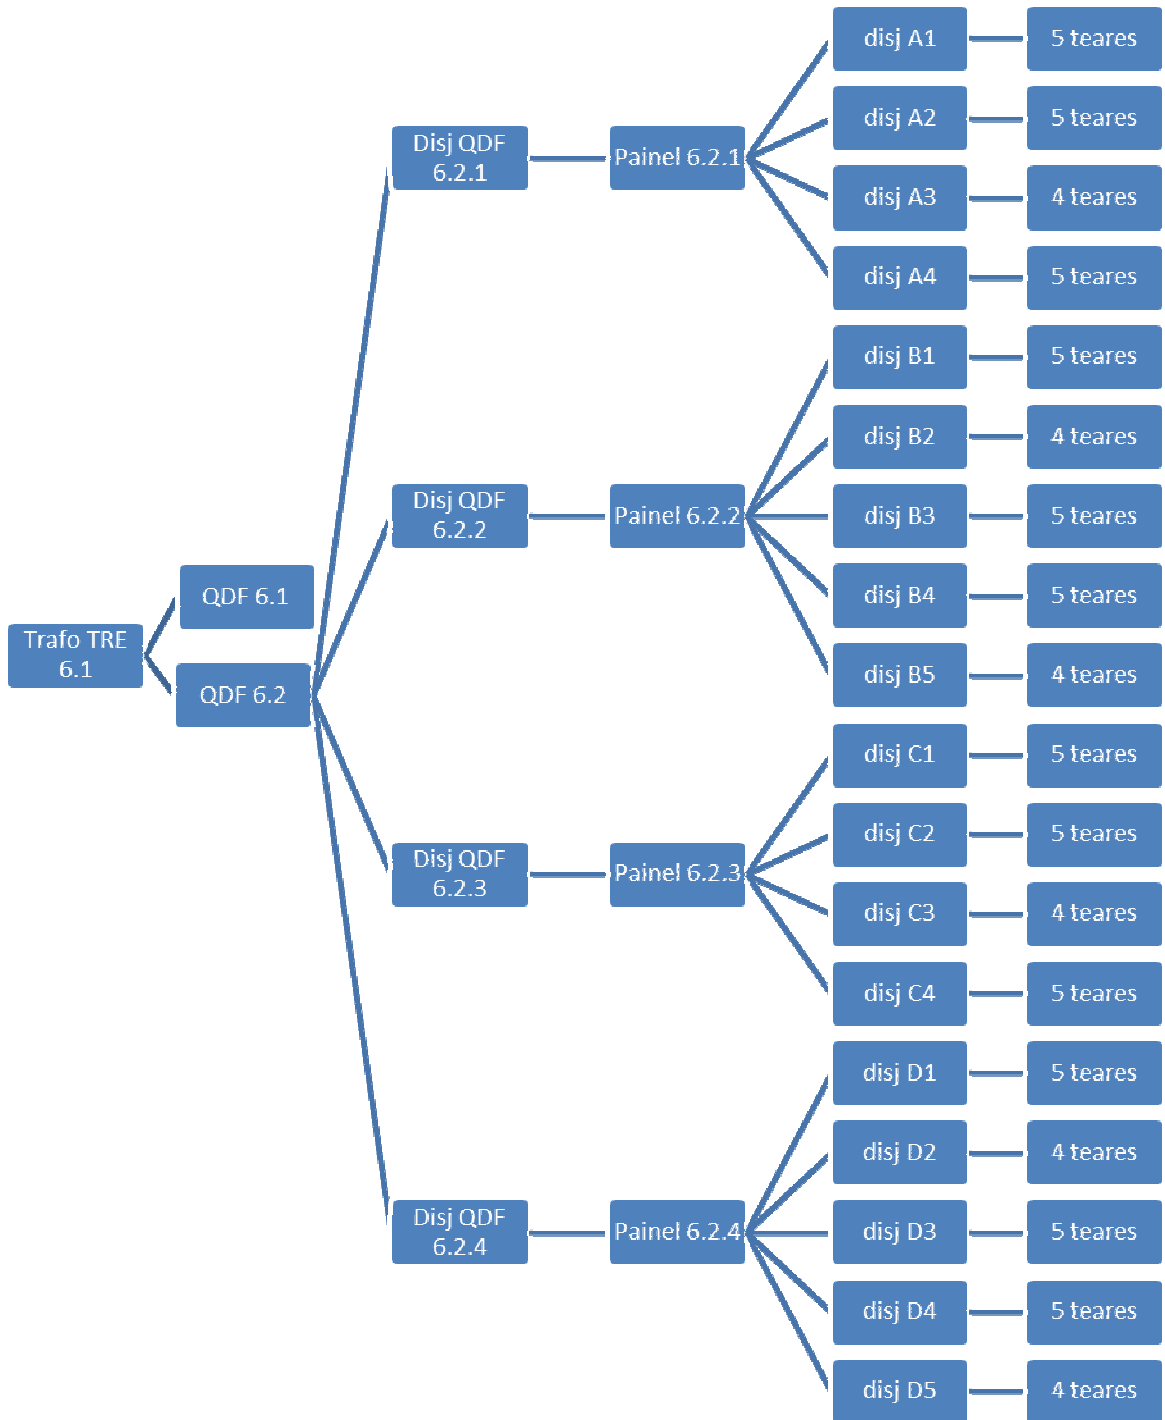 Trafo TRE
6.1
QDF 6.1
QDF 6.2
Disj QDF
6.2.1
Painel 6.2.1
disj A1
5 teares
disj A2
5 teares
disj A3
4 teares
disj A4
5 teares
Disj QDF
6.2.2
Painel 6.2.2
disj B1
5 teares
disj B2
4 teares
disj B3
5 teares
disj B4
5 teares
disj B5
4 teares
Disj QDF
6.2.3
Painel 6.2.3
disj C1
5 teares
disj C2
5 teares
disj C3
4 teares
disj C4
5 teares
Disj QDF
6.2.4
Painel 6.2.4
disj D1
5 teares
disj D2
4 teares
disj D3
5 teares
disj D4
5 teares
disj D5
4 teares